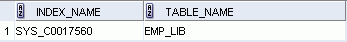 INDEX_NAME TABLE_NAME
1 SYS_C0017560 EMP_LIB